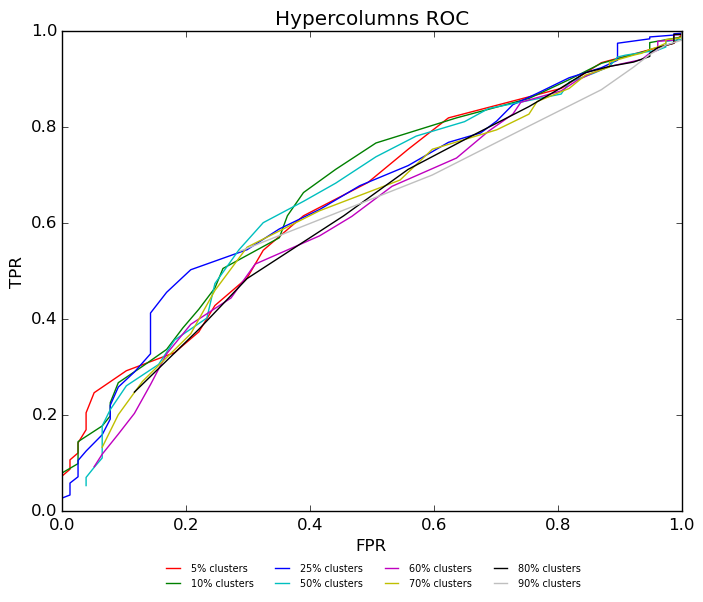 Hypercolumns ROC
TPR
1.0
0.8
0.6
0.4
0.2
0.0
0.0 0.2 0.4 0.6 0.8 1.0
FPR
5% clusters 25% clusters 60% clusters 80% clusters
10% clusters 50% clusters 70% clusters 90% clusters